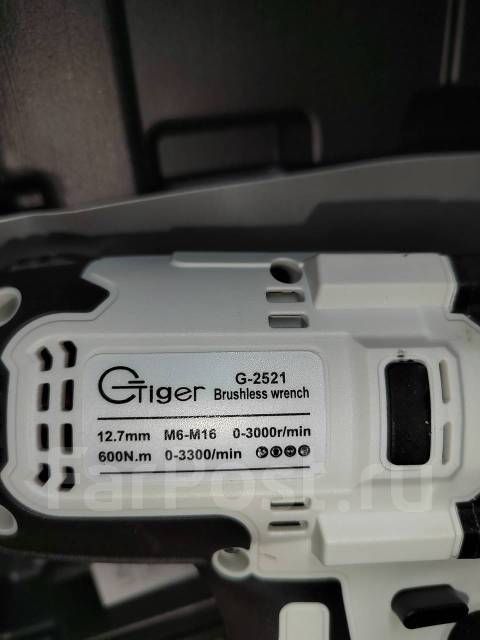 Gtiger
G-2521
Brushless wrench
12.7mm M6-M16 0-3000r/min
600N.m 0-3300/min
FarPost.ru